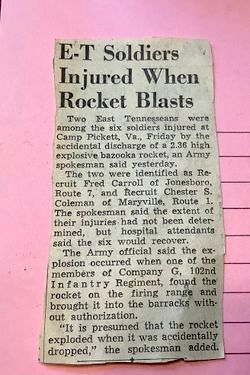 E-T Soldiers
Injured When
Rocket Blasts
Two East Tennesseans were
among the six soldiers injured at
Camp Pickett, Va., Friday by the
accidental discharge of a 2.36 high
explosive bazooka rocket, an Army
spokesman said yesterday.
The two were identified as Re-
cruit Fred Carroll of Jonesboro,
Route 7, and Recruit Chester S.
Coleman of Maryville, Route 1.
The spokesman said the extent of
their injuries had not been deter-
mined, but hospital attendants
said the six would recover.
The Army official said the ex-
plosion occurred when one of the
members of Company G, 102nd
Infantry Regiment, found
the rocket on the firing range and
brought it into the barracks with-
out authorization.
"It is presumed that the rocket
exploded when it was accidentally
dropped," the spokesman added.